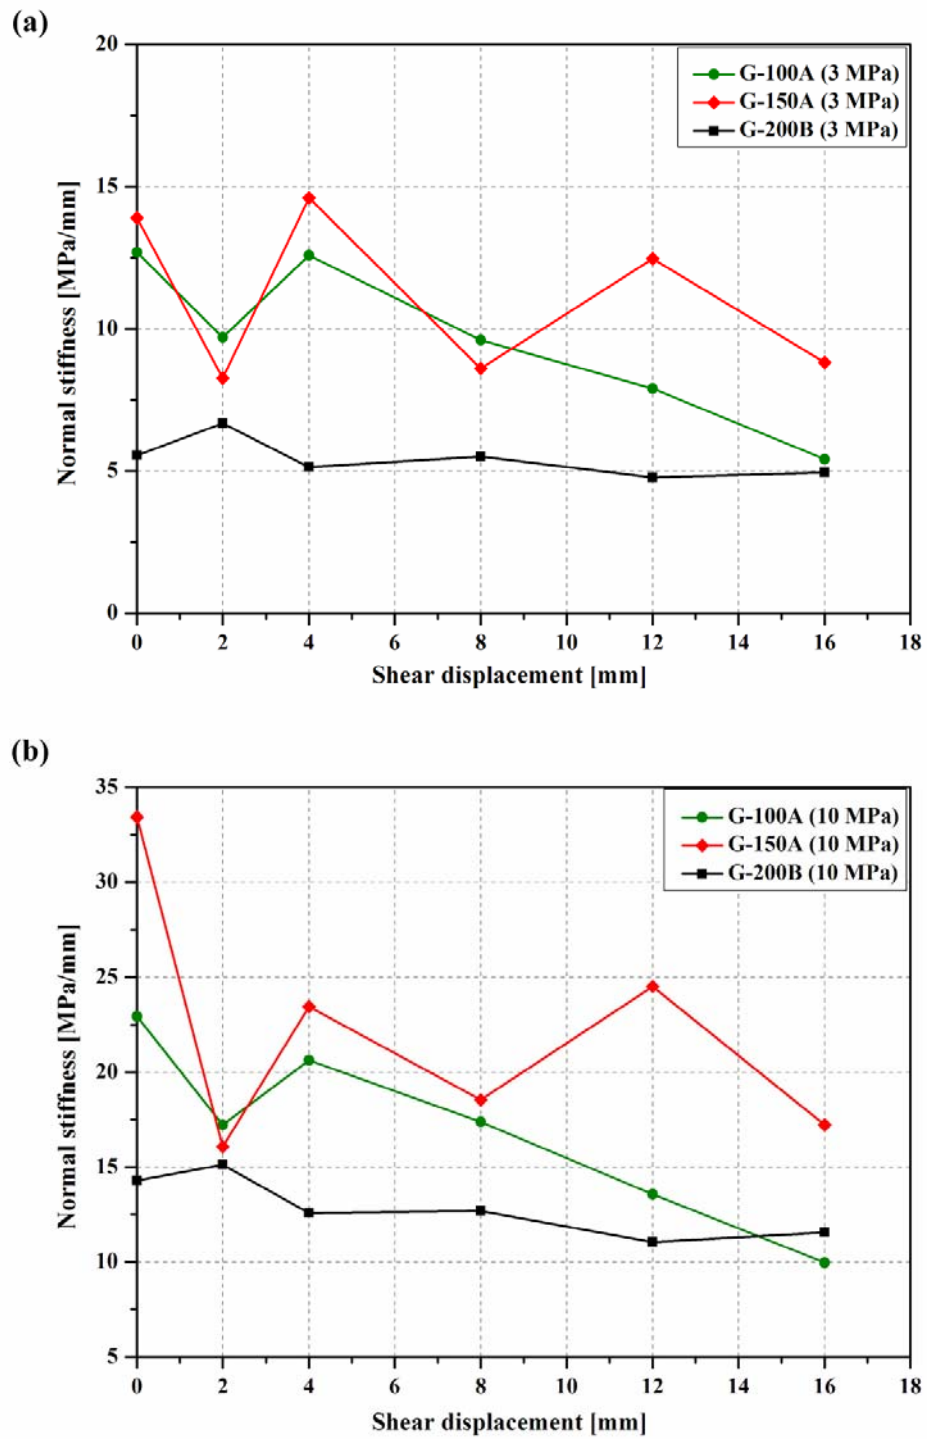 (a)
20
15
10
5
0
Normal stiffness [MPa/mm]
G-100A (3 MPa)
G-150A (3 MPa)
G-200B (3 MPa)
0 2 4 6 8 10 12 14 16 18
Shear displacement [mm]
(b)
35
30
25
20
15
10
5
Normal stiffness [MPa/mm]
G-100A (10 MPa)
G-150A (10 MPa)
G-200B (10 MPa)
0 2 4 6 8 10 12 14 16 18
Shear displacement [mm]